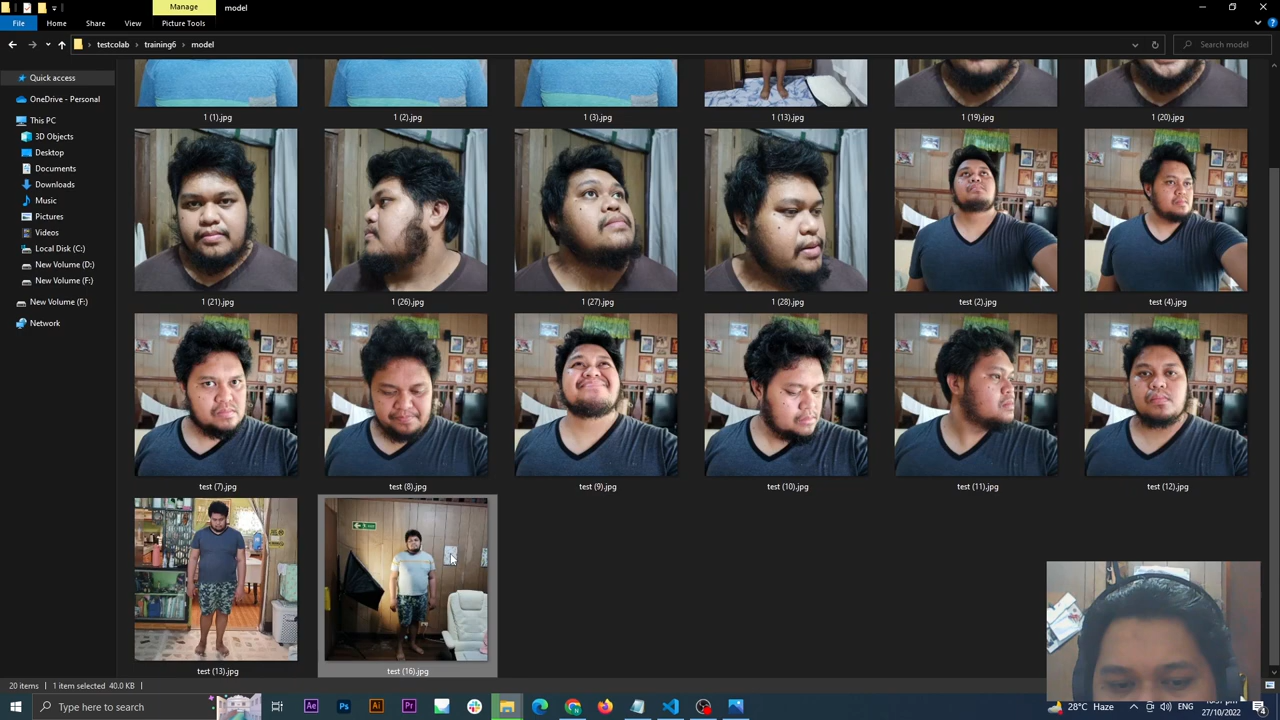 Manage
model
File
Home
Share
View
Picture Tools
testcolab
training6
model
Search model
Quick access
OneDrive - Personal
This PC
3D Objects
Desktop
Documents
Downloads
Music
Pictures
Videos
Local Disk (C:)
New Volume (D:)
New Volume (F:)
New Volume (F:)
Network
1 (1).jpg
1 (2).jpg
1 (3).jpg
1 (13).jpg
1 (19).jpg
1 (20).jpg
1 (21).jpg
1 (26).jpg
1 (27).jpg
1 (28).jpg
test (2).jpg
test (4).jpg
test (7).jpg
test (8).jpg
test (9).jpg
test (10).jpg
test (11).jpg
test (12).jpg
test (13).jpg
test (16).jpg
20 items
1 item selected 40.0 KB
Type here to search
Ae
Ps
Ai
Pr
28°C Haze
ENG
27/10/2022
4